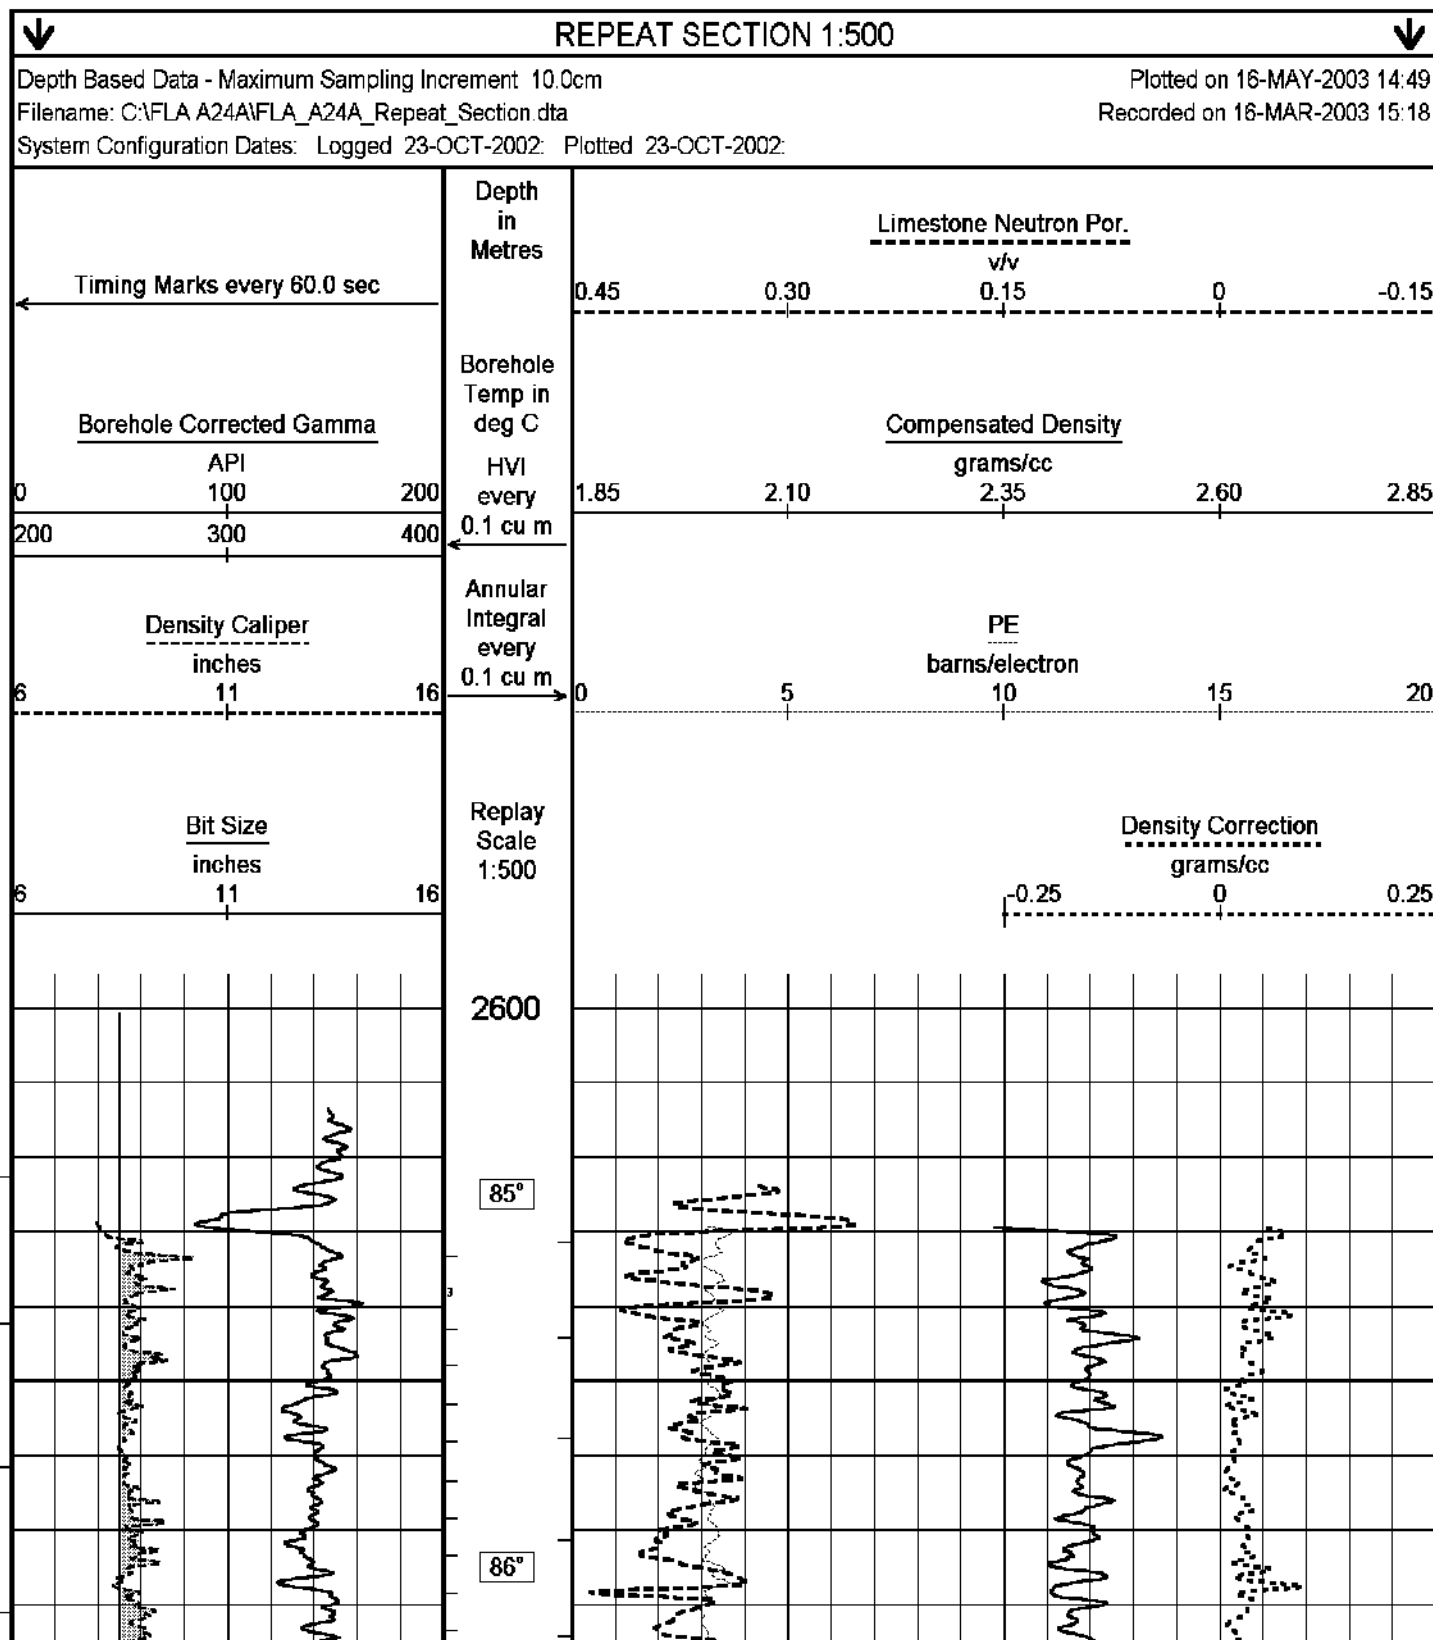 REPEAT SECTION 1:500
Depth Based Data - Maximum Sampling Increment 10.0cm
Plotted on 16-MAY-2003 14:49
Filename: C:\FLA A24A\FLA_A24A_Repeat_Section.dta
Recorded on 16-MAR-2003 15:18
System Configuration Dates: Logged 23-OCT-2002: Plotted 23-OCT-2002:
Timing Marks every 60.0 sec
Borehole Corrected Gamma
API
0 100 200
200 300 400
Density Caliper
inches
6 11 16
Bit Size
inches
6 11 16
Depth
in
Metres
Borehole
Temp in
deg C
HVI
every
0.1 cu m
Annular
Integral
every
0.1 cu m
Replay
Scale
1:500
Limestone Neutron Por.
v/v
0.45 0.30 0.15 0 -0.15
Compensated Density
grams/cc
1.85 2.10 2.35 2.60 2.85
PE
barns/electron
0 5 10 15 20
Density Correction
grams/cc
-0.25 0 0.25
2600
85°
3
86°